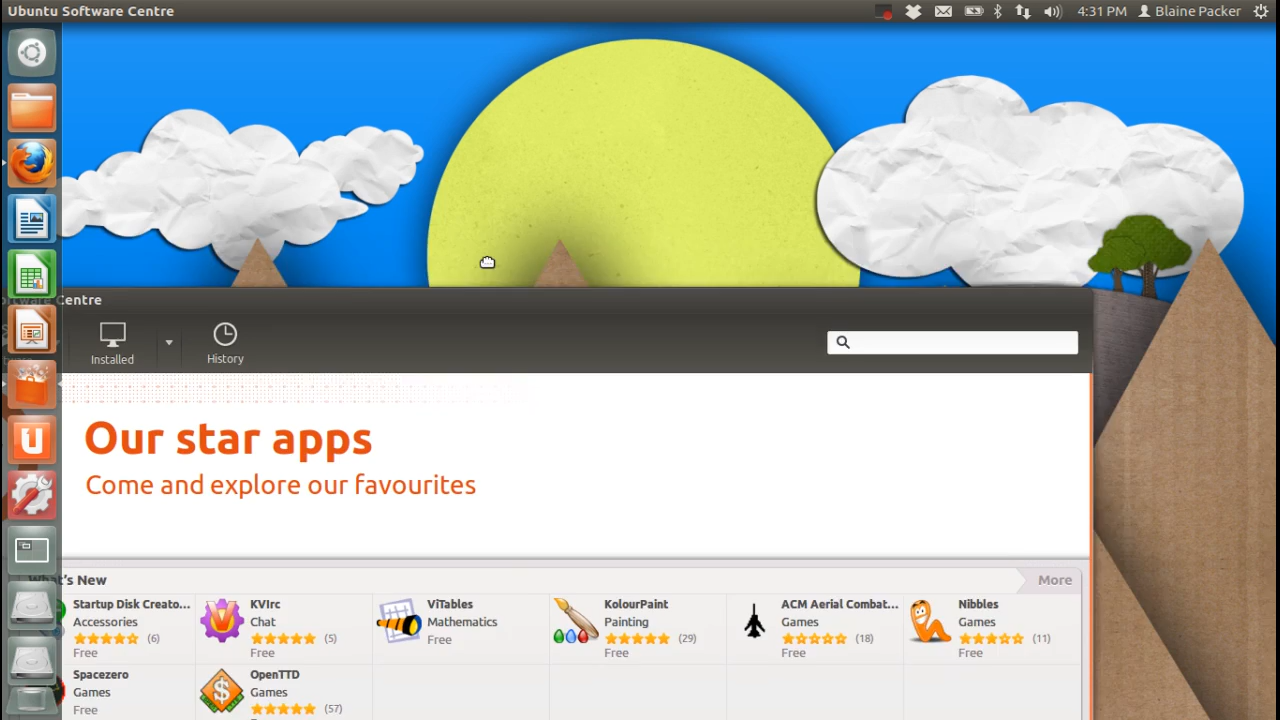 Ubuntu Software Centre
4:31 PM Blaine Packer
Centre
Installed
History
Our star apps
Come and explore our favourites
What's New
More
Startup Disk Creato...
Accessories
(6)
Free
KVIrc
Chat
(5)
Free
ViTables
Mathematics
Free
KolourPaint
Painting
(29)
Free
ACM Aerial Combat...
Games
(18)
Free
Nibbles
Games
(11)
Free
Spacezero
Games
Free
OpenTTD
Games
(57)